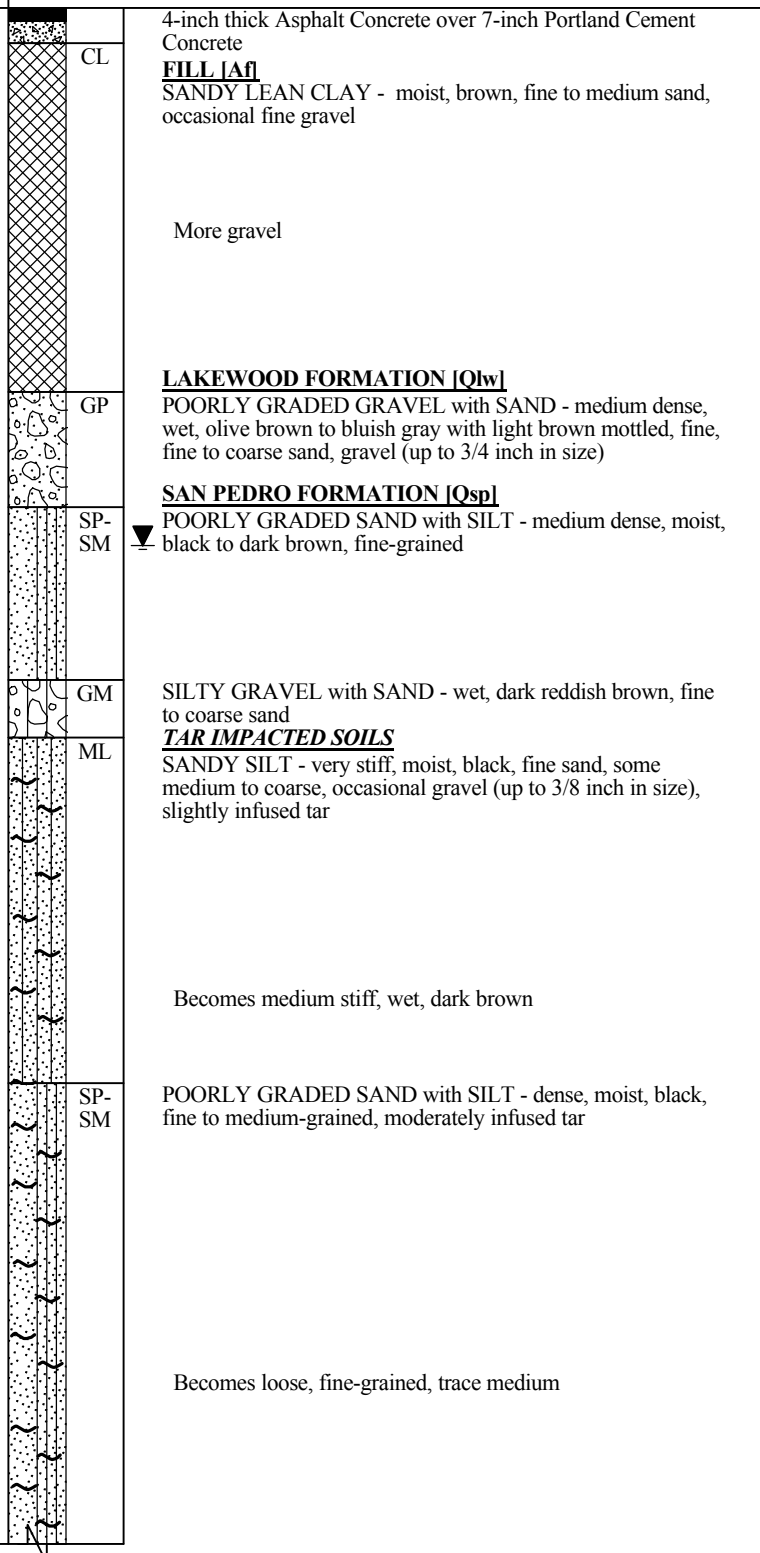 4-inch thick Asphalt Concrete over 7-inch Portland Cement
Concrete
CL
FILL [Af]
SANDY LEAN CLAY - moist, brown, fine to medium sand,
occasional fine gravel
More gravel
LAKEWOOD FORMATION [Qlw]
GP
POORLY GRADED GRAVEL with SAND - medium dense,
wet, olive brown to bluish gray with light brown mottled, fine,
fine to coarse sand, gravel (up to 3/4 inch in size)
SAN PEDRO FORMATION [Qsp]
SP-
SM
POORLY GRADED SAND with SILT - medium dense, moist,
black to dark brown, fine-grained
GM
SILTY GRAVEL with SAND - wet, dark reddish brown, fine
to coarse sand
TAR IMPACTED SOILS
ML
SANDY SILT - very stiff, moist, black, fine sand, some
medium to coarse, occasional gravel (up to 3/8 inch in size),
slightly infused tar
Becomes medium stiff, wet, dark brown
SP-
SM
POORLY GRADED SAND with SILT - dense, moist, black,
fine to medium-grained, moderately infused tar
Becomes loose, fine-grained, trace medium